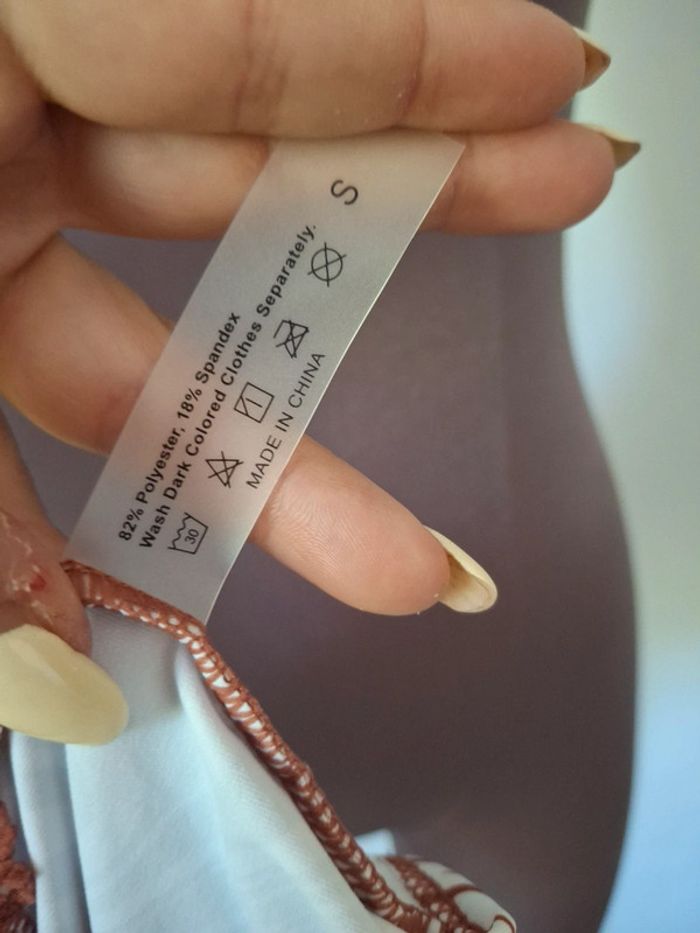 S
82% Polyester, 18% Spandex
Wash Dark Colored Clothes Separately.
30
MADE IN CHINA